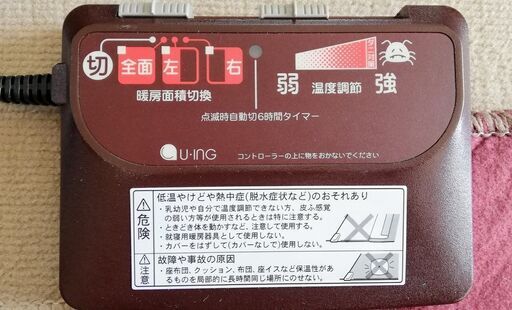 切 全面 左 右
ダニ対策
弱 温度調節 強
暖房面積切換
点滅時自動切6時間タイマー
U-ING
コントローラーの上に物をおかないでください
危険
低温やけどや熱中症(脱水症状など)のおそれあり
・乳幼児や自分で温度調節できない方、皮ふ感覚
の弱い方等が使用されるときは特に注意する。
・ときどき体を動かすなど、注意して使用する。
・就寝用暖房器具として使用しない。
・カバーをはずして(カバーなしで)使用しない。
注意
故障や事故の原因
・座布団、クッション、布団、座イスなど保温性があ
るものを局部的に長時間同じ場所にのせない。